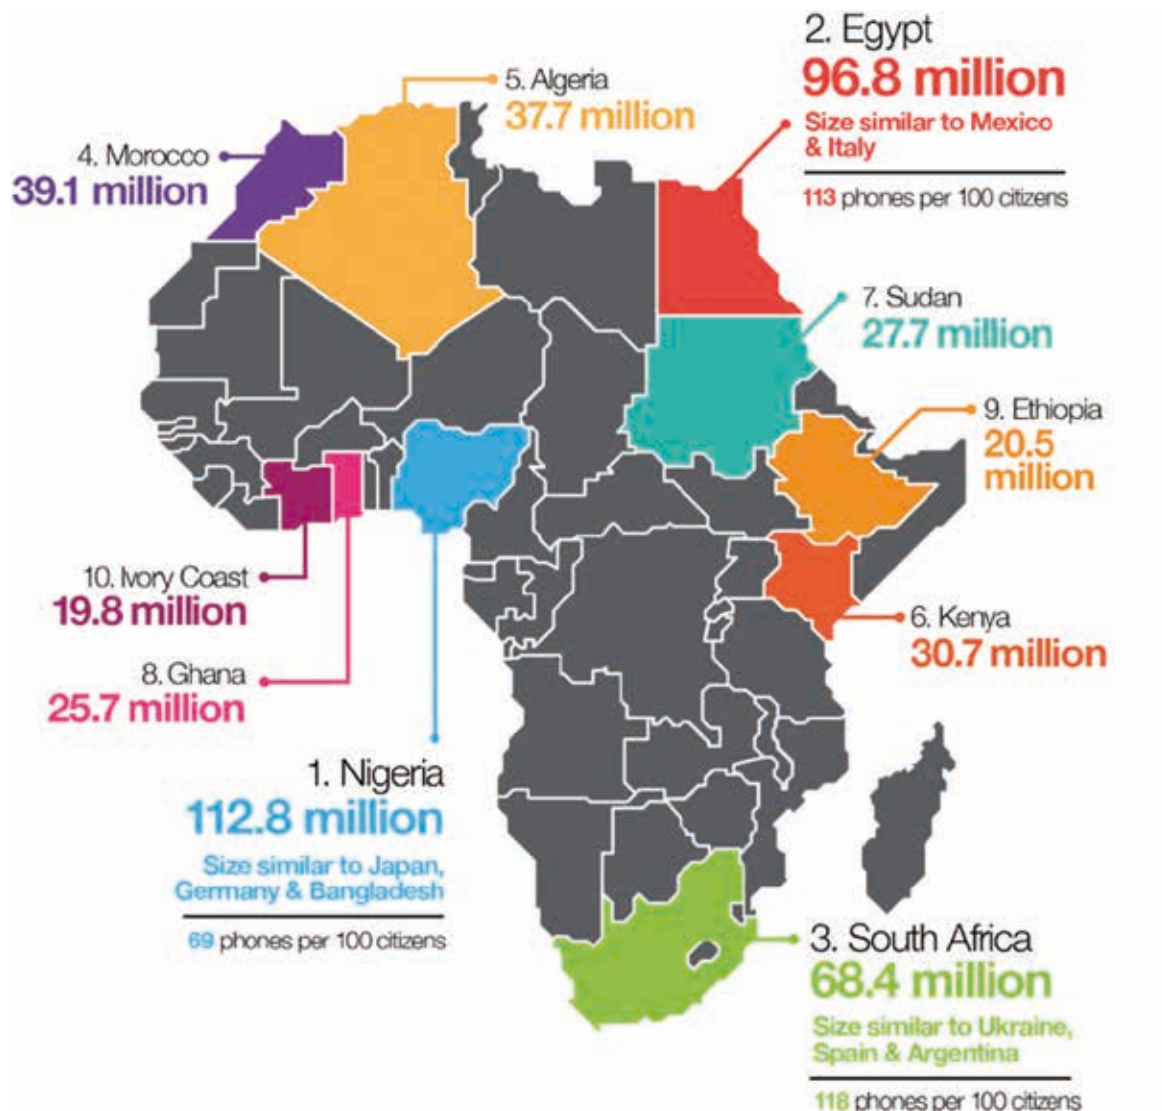 2. Egypt
96.8 million
Size similar to Mexico
& Italy
113 phones per 100 citizens
5. Algeria
37.7 million
4. Morocco
39.1 million
7. Sudan
27.7 million
9. Ethiopia
20.5
million
10. Ivory Coast
19.8 million
6. Kenya
30.7 million
8. Ghana
25.7 million
1. Nigeria
112.8 million
Size similar to Japan,
Germany & Bangladesh
69 phones per 100 citizens
3. South Africa
68.4 million
Size similar to Ukraine,
Spain & Argentina
118 phones per 100 citizens